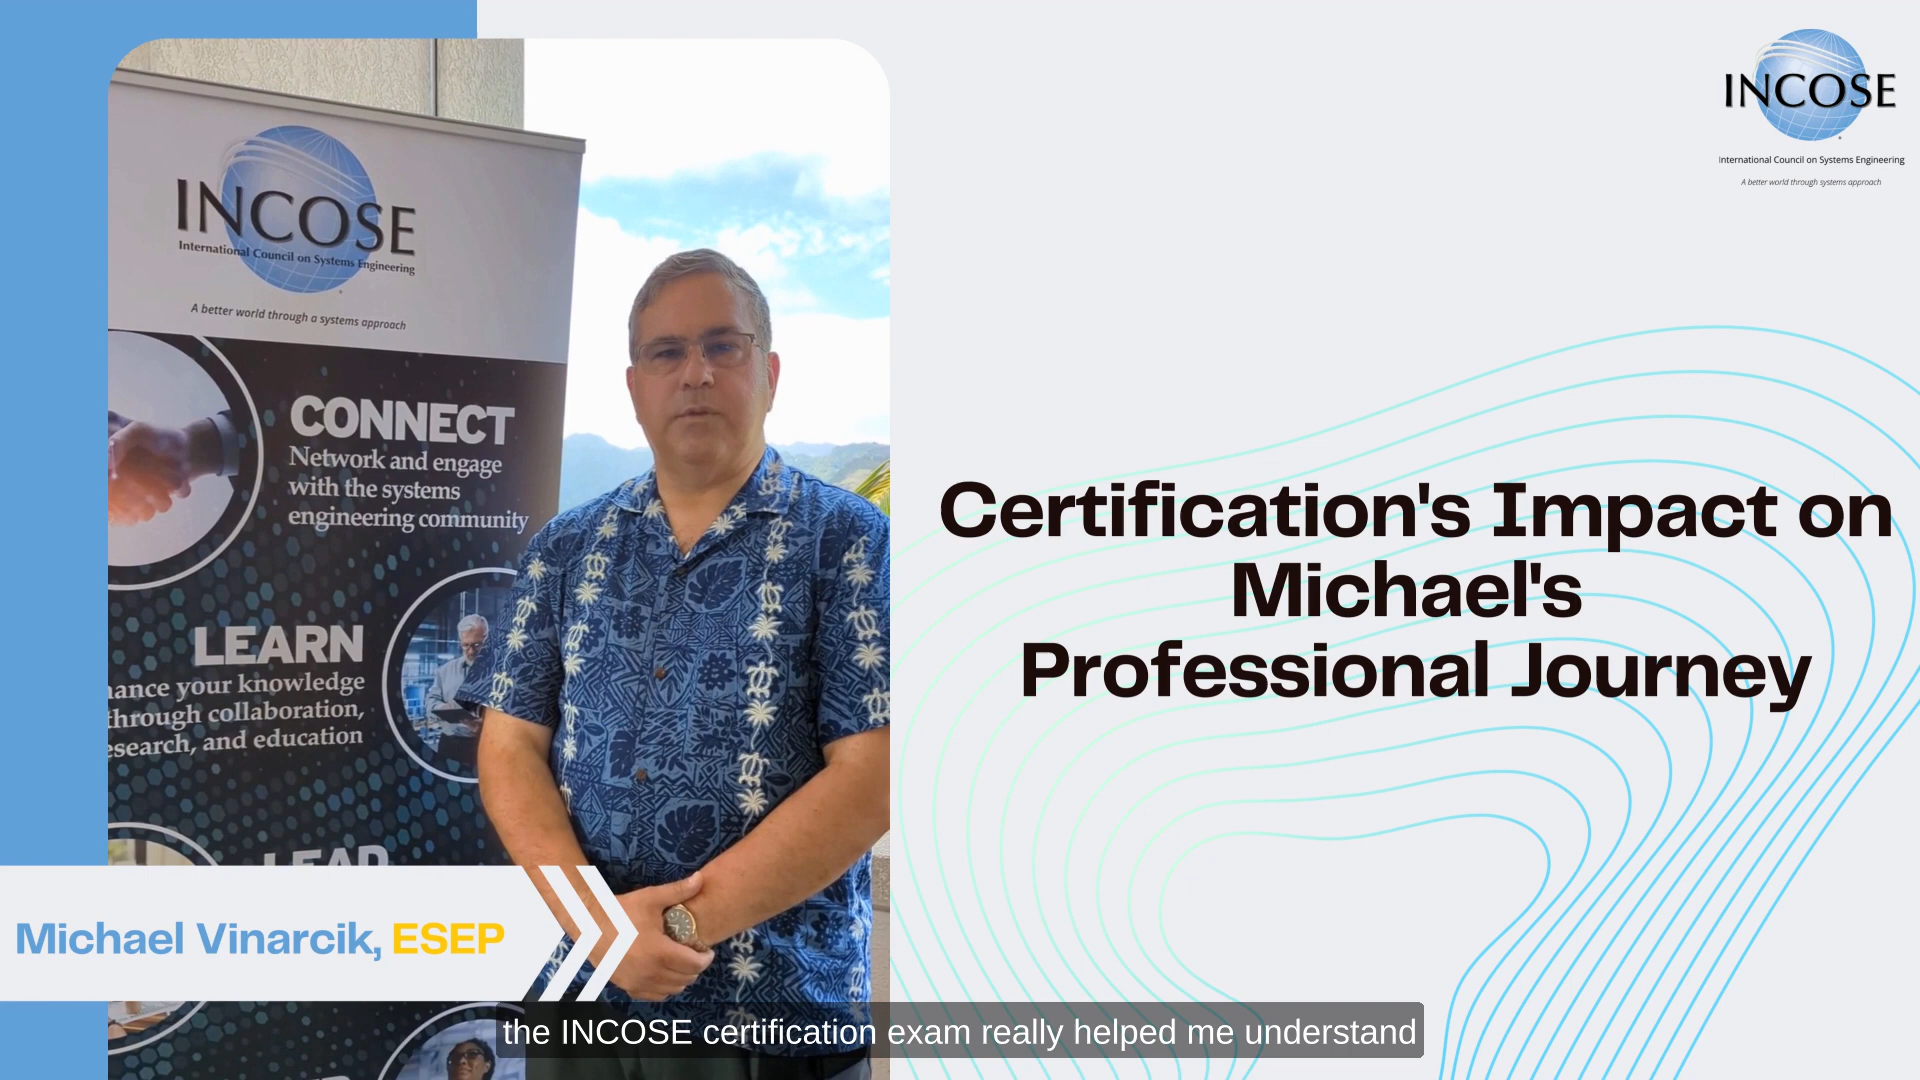 INCOSE
International Council on Systems Engineering
A better world through a systems approach
CONNECT
Network and engage
with the systems
engineering community
LEARN
your knowledge
through collaboration,
and education
LEAD
Michael Vinarcik, ESEP
INCOSE
International Council on Systems Engineering
A better world through systems approach
Certification's Impact on
Michael's
Professional Journey
the INCOSE certification exam really helped me understand